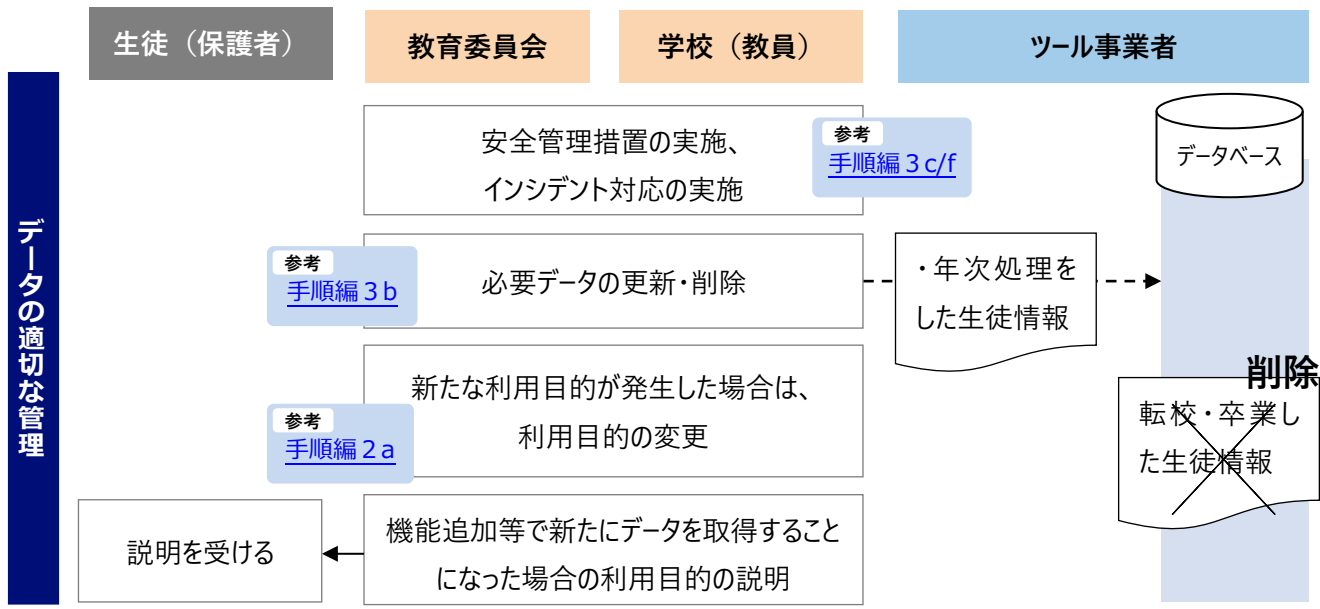 生徒（保護者）
教育委員会
学校（教員）
ツール事業者
データの適切な管理
安全管理措置の実施、
インシデント対応の実施
参考
手順編３c/f
データベース
参考
手順編３b
必要データの更新・削除
・年次処理を
した生徒情報
新たな利用目的が発生した場合は、
利用目的の変更
参考
手順編２a
削除
転校・卒業し
た生徒情報
説明を受ける
機能追加等で新たにデータを取得すること
になった場合の利用目的の説明